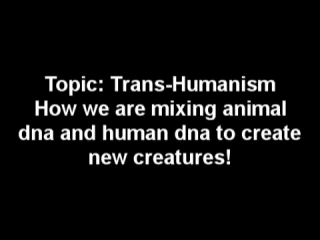 Topic: Trans-Humanism
How we are mixing animal
dna and human dna to create
new creatures!